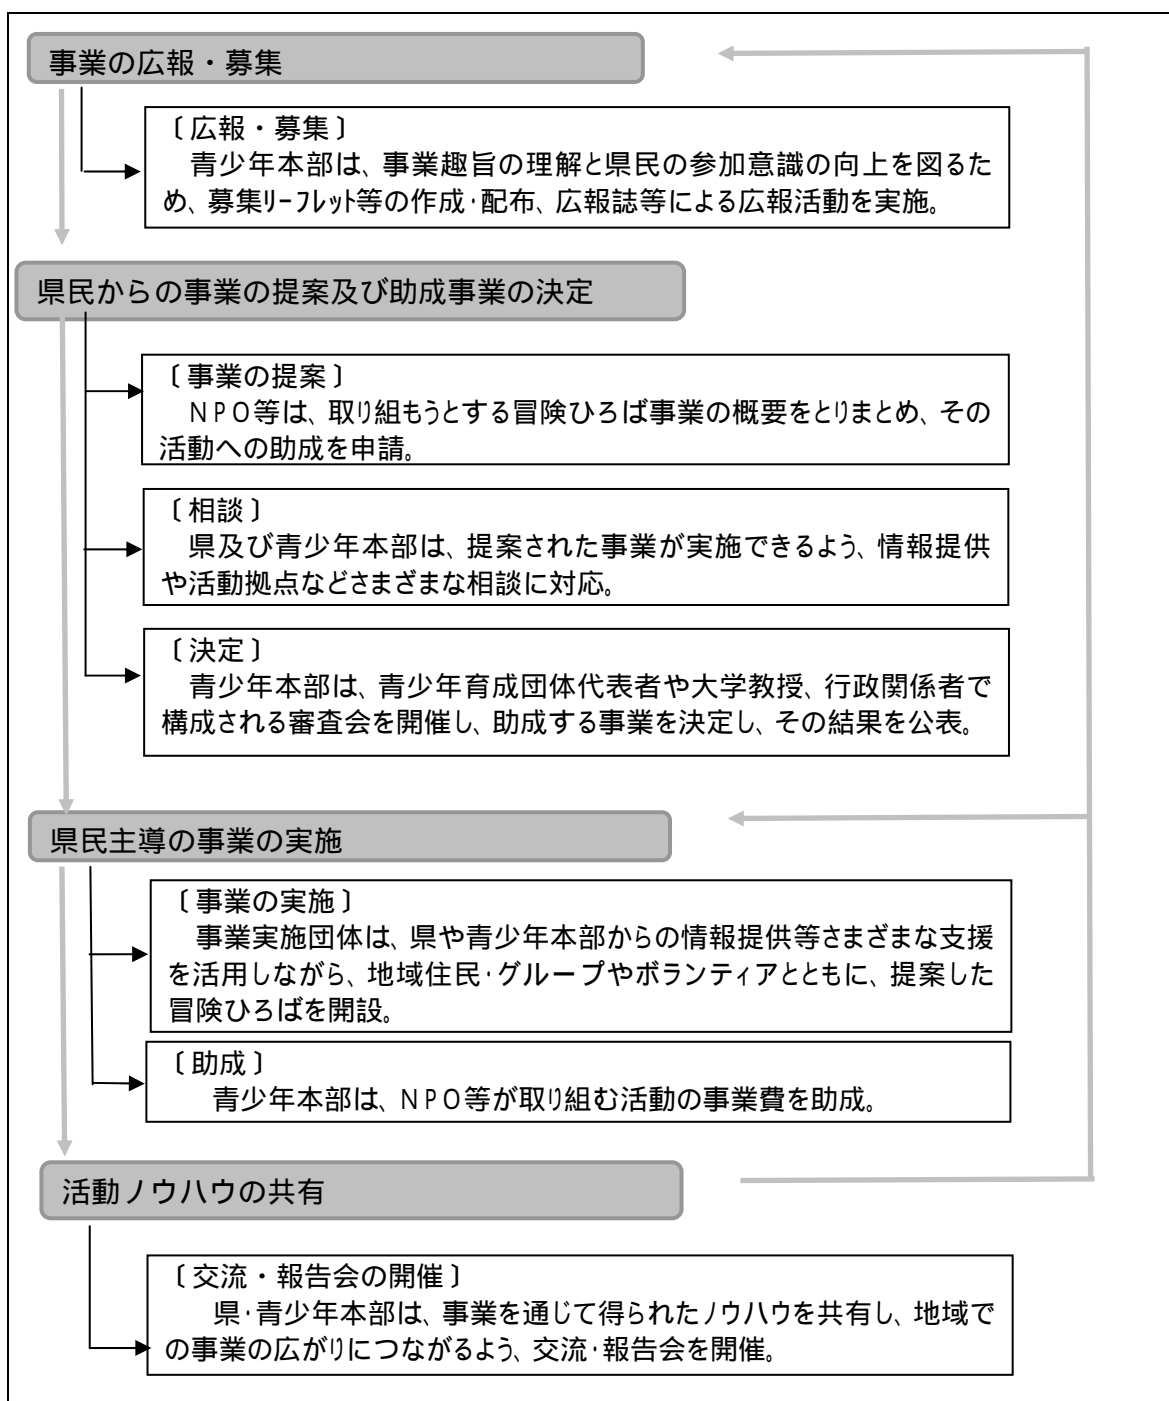 事業の広報・募集
〔広報・募集〕
青少年本部は、事業趣旨の理解と県民の参加意識の向上を図るた
め、募集ﾘｰﾌﾚｯﾄ等の作成・配布、広報誌等による広報活動を実施。
県民からの事業の提案及び助成事業の決定
〔事業の提案〕
ＮＰＯ等は、取り組もうとする冒険ひろば事業の概要をとりまとめ、その
活動への助成を申請。
〔相談〕
県及び青少年本部は、提案された事業が実施できるよう、情報提供
や活動拠点などさまざまな相談に対応。
〔決定〕
青少年本部は、青少年育成団体代表者や大学教授、行政関係者で
構成される審査会を開催し、助成する事業を決定し、その結果を公表。
県民主導の事業の実施
〔事業の実施〕
事業実施団体は、県や青少年本部からの情報提供等さまざまな支援
を活用しながら、地域住民・グループやボランティアとともに、提案した
冒険ひろばを開設。
〔助成〕
青少年本部は、ＮＰＯ等が取り組む活動の事業費を助成。
活動ノウハウの共有
〔交流・報告会の開催〕
県・青少年本部は、事業を通じて得られたノウハウを共有し、地域で
の事業の広がりにつながるよう、交流・報告会を開催。